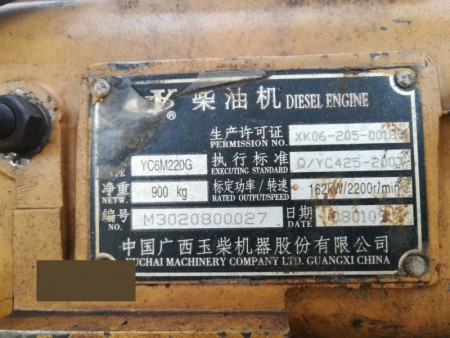 柴油机 DIESEL ENGINE
®
生产许可证
PERMISSION NO. XK06-205-00
YC6M220G 执行标准 Q/YC425-200
EXECUTING STANDARD
净重 900 kg 标定功率/转速 162kW/2200r/min
NETW. RATED OUTPUT/SPEED
编号 M3020800027 日期
NO.
中国广西玉柴机器股份有限公司
YUCHAI MACHINERY COMPANY LTD. GUANGXI CHINA